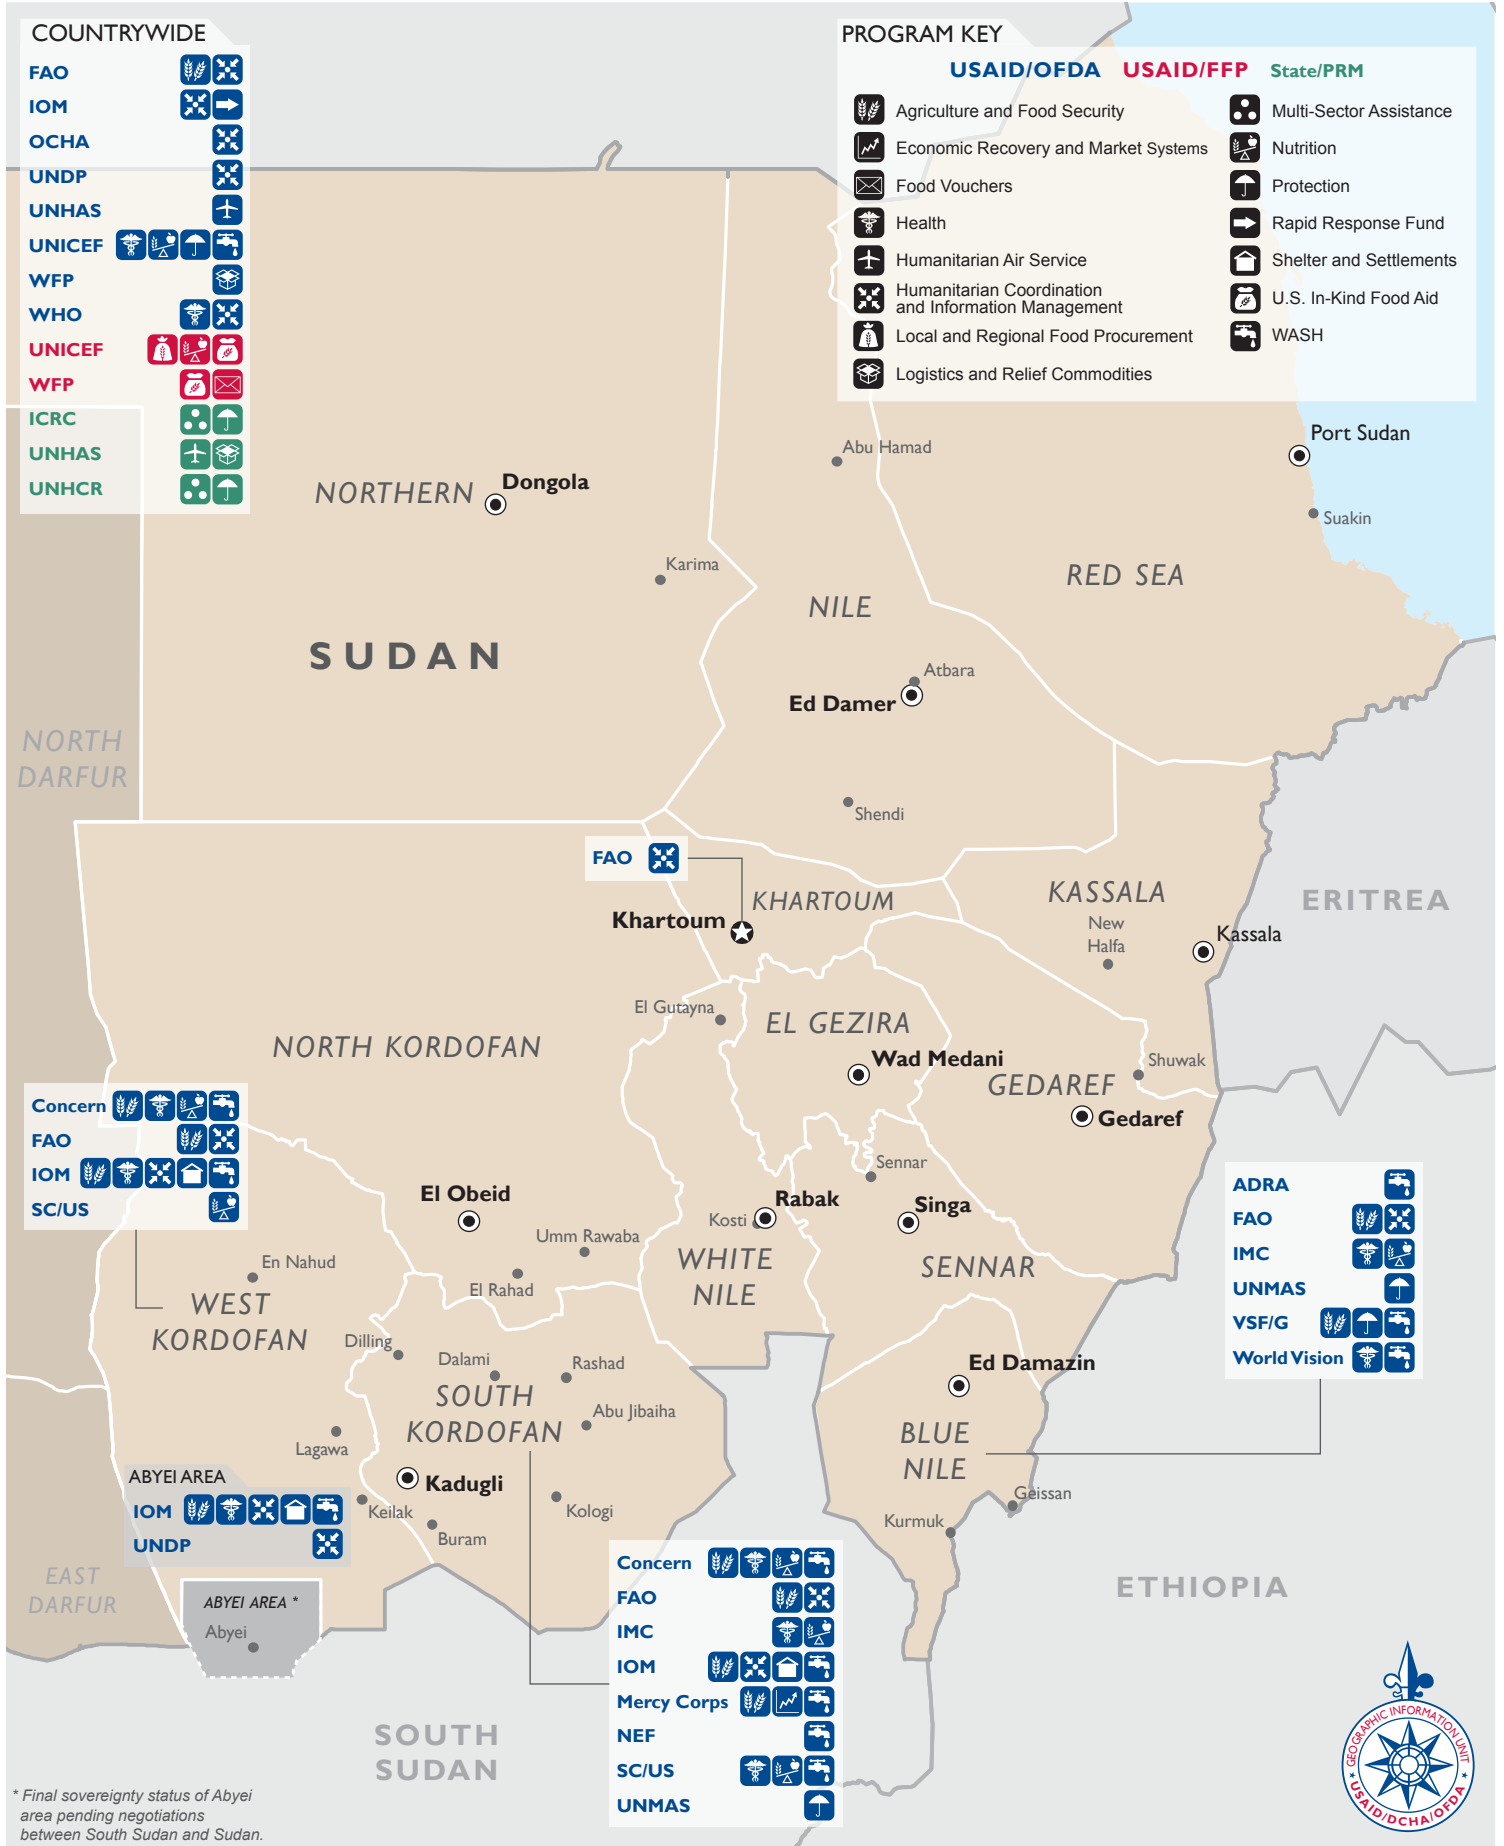 COUNTRYWIDE
FAO
IOM
OCHA
UNDP
UNHAS
UNICEF
WFP
WHO
UNICEF
WFP
ICRC
UNHAS
UNHCR
PROGRAM KEY
USAID/OFDA USAID/FFP State/PRM
Agriculture and Food Security
Economic Recovery and Market Systems
Food Vouchers
Health
Humanitarian Air Service
Humanitarian Coordination
and Information Management
Local and Regional Food Procurement
Logistics and Relief Commodities
Multi-Sector Assistance
Nutrition
Protection
Rapid Response Fund
Shelter and Settlements
U.S. In-Kind Food Aid
WASH
Port Sudan
Abu Hamad
Dongola
NORTHERN
Suakin
Karima
RED SEA
NILE
SUDAN
Atbara
Ed Damer
NORTH
DARFUR
Shendi
FAO
KHARTOUM
Khartoum
KASSALA
ERITREA
New
Halfa
Kassala
El Gutayna
EL GEZIRA
NORTH KORDOFAN
Wad Medani
Shuwak
GEDAREF
Gedaref
Concern
FAO
IOM
SC/US
Sennar
El Obeid
Rabak
Singa
Kosti
Umm Rawaba
En Nahud
WHITE
NILE
SENNAR
El Rahad
WEST
KORDOFAN
ADRA
FAO
IMC
UNMAS
VSF/G
World Vision
Dilling
Dalami
Rashad
Ed Damazin
SOUTH
KORDOFAN
Abu Jibaiha
BLUE
NILE
Lagawa
ABYEI AREA
IOM
UNDP
Kadugli
Keilak
Kologi
Buram
Geissan
Kurmuk
EAST
DARFUR
ABYEI AREA *
Abyei
ETHIOPIA
Concern
FAO
IMC
IOM
Mercy Corps
NEF
SC/US
UNMAS
SOUTH
SUDAN
GEOGRAPHIC INFORMATION UNIT
USAID/DCHA/OFDA
* Final sovereignty status of Abyei
area pending negotiations
between South Sudan and Sudan.